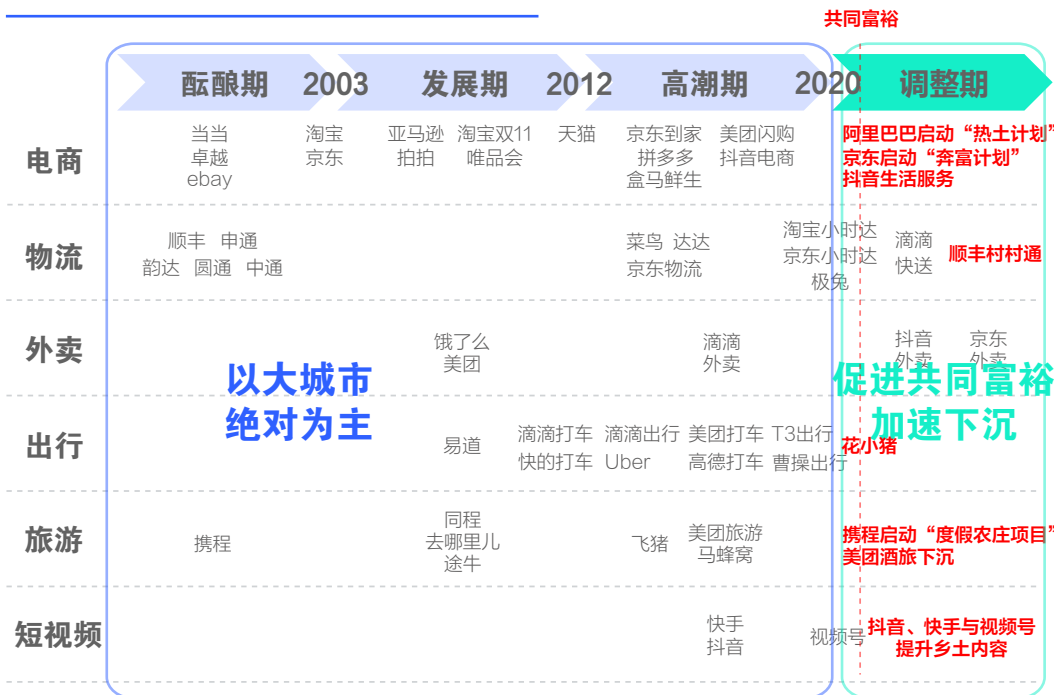 共同富裕
酝酿期 2003 发展期 2012 高潮期 2020 调整期
电商
当当
卓越
ebay
淘宝
京东
亚马逊 淘宝双11
拍拍 唯品会
天猫
京东到家
拼多多
盒马鲜生
美团闪购
抖音电商
阿里巴巴启动“热土计划”
京东启动“奔富计划”
抖音生活服务
物流
顺丰 申通
韵达 圆通 中通
菜鸟 达达
京东物流
淘宝小时达
京东小时达
极兔
滴滴
快送
顺丰村村通
外卖
饿了么
美团
滴滴
外卖
抖音
外卖
京东
外卖
以大城市
绝对为主
促进共同富裕
加速下沉
出行
易道
滴滴打车 滴滴出行 美团打车 T3出行
快的打车 Uber 高德打车 曹操出行
花小猪
旅游
携程
同程
去哪里儿
途牛
飞猪
美团旅游
马蜂窝
携程启动“度假农庄项目”
美团酒旅下沉
短视频
快手
抖音
视频号
抖音、快手与视频号
提升乡土内容